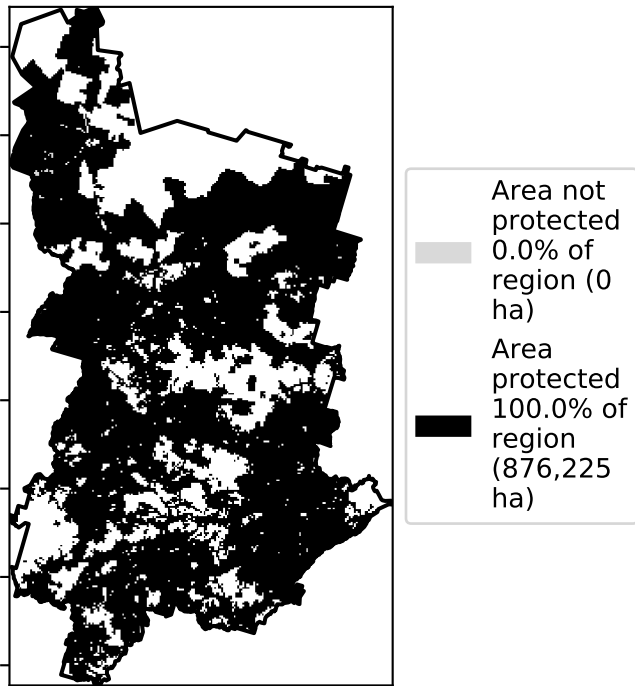 Area not
protected
0.0% of
region (0
ha)
Area
protected
100.0% of
region
(876,225
ha)